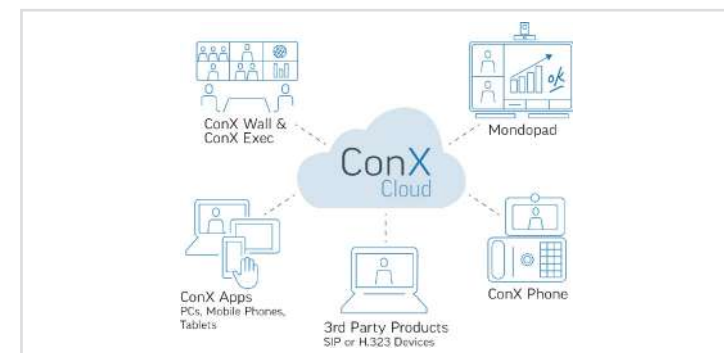 ok
ConX Wall &
ConX Exec
Mondopad
ConX
Cloud
ConX Apps
PCs, Mobile Phones,
Tablets
3rd Party Products
SIP or H.323 Devices
ConX Phone